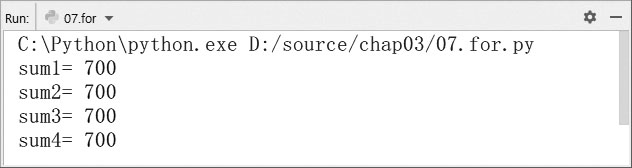 Run: 07.for
C:\Python\python.exe D:/source/chap03/07.for.py
sum1= 700
sum2= 700
sum3= 700
sum4= 700